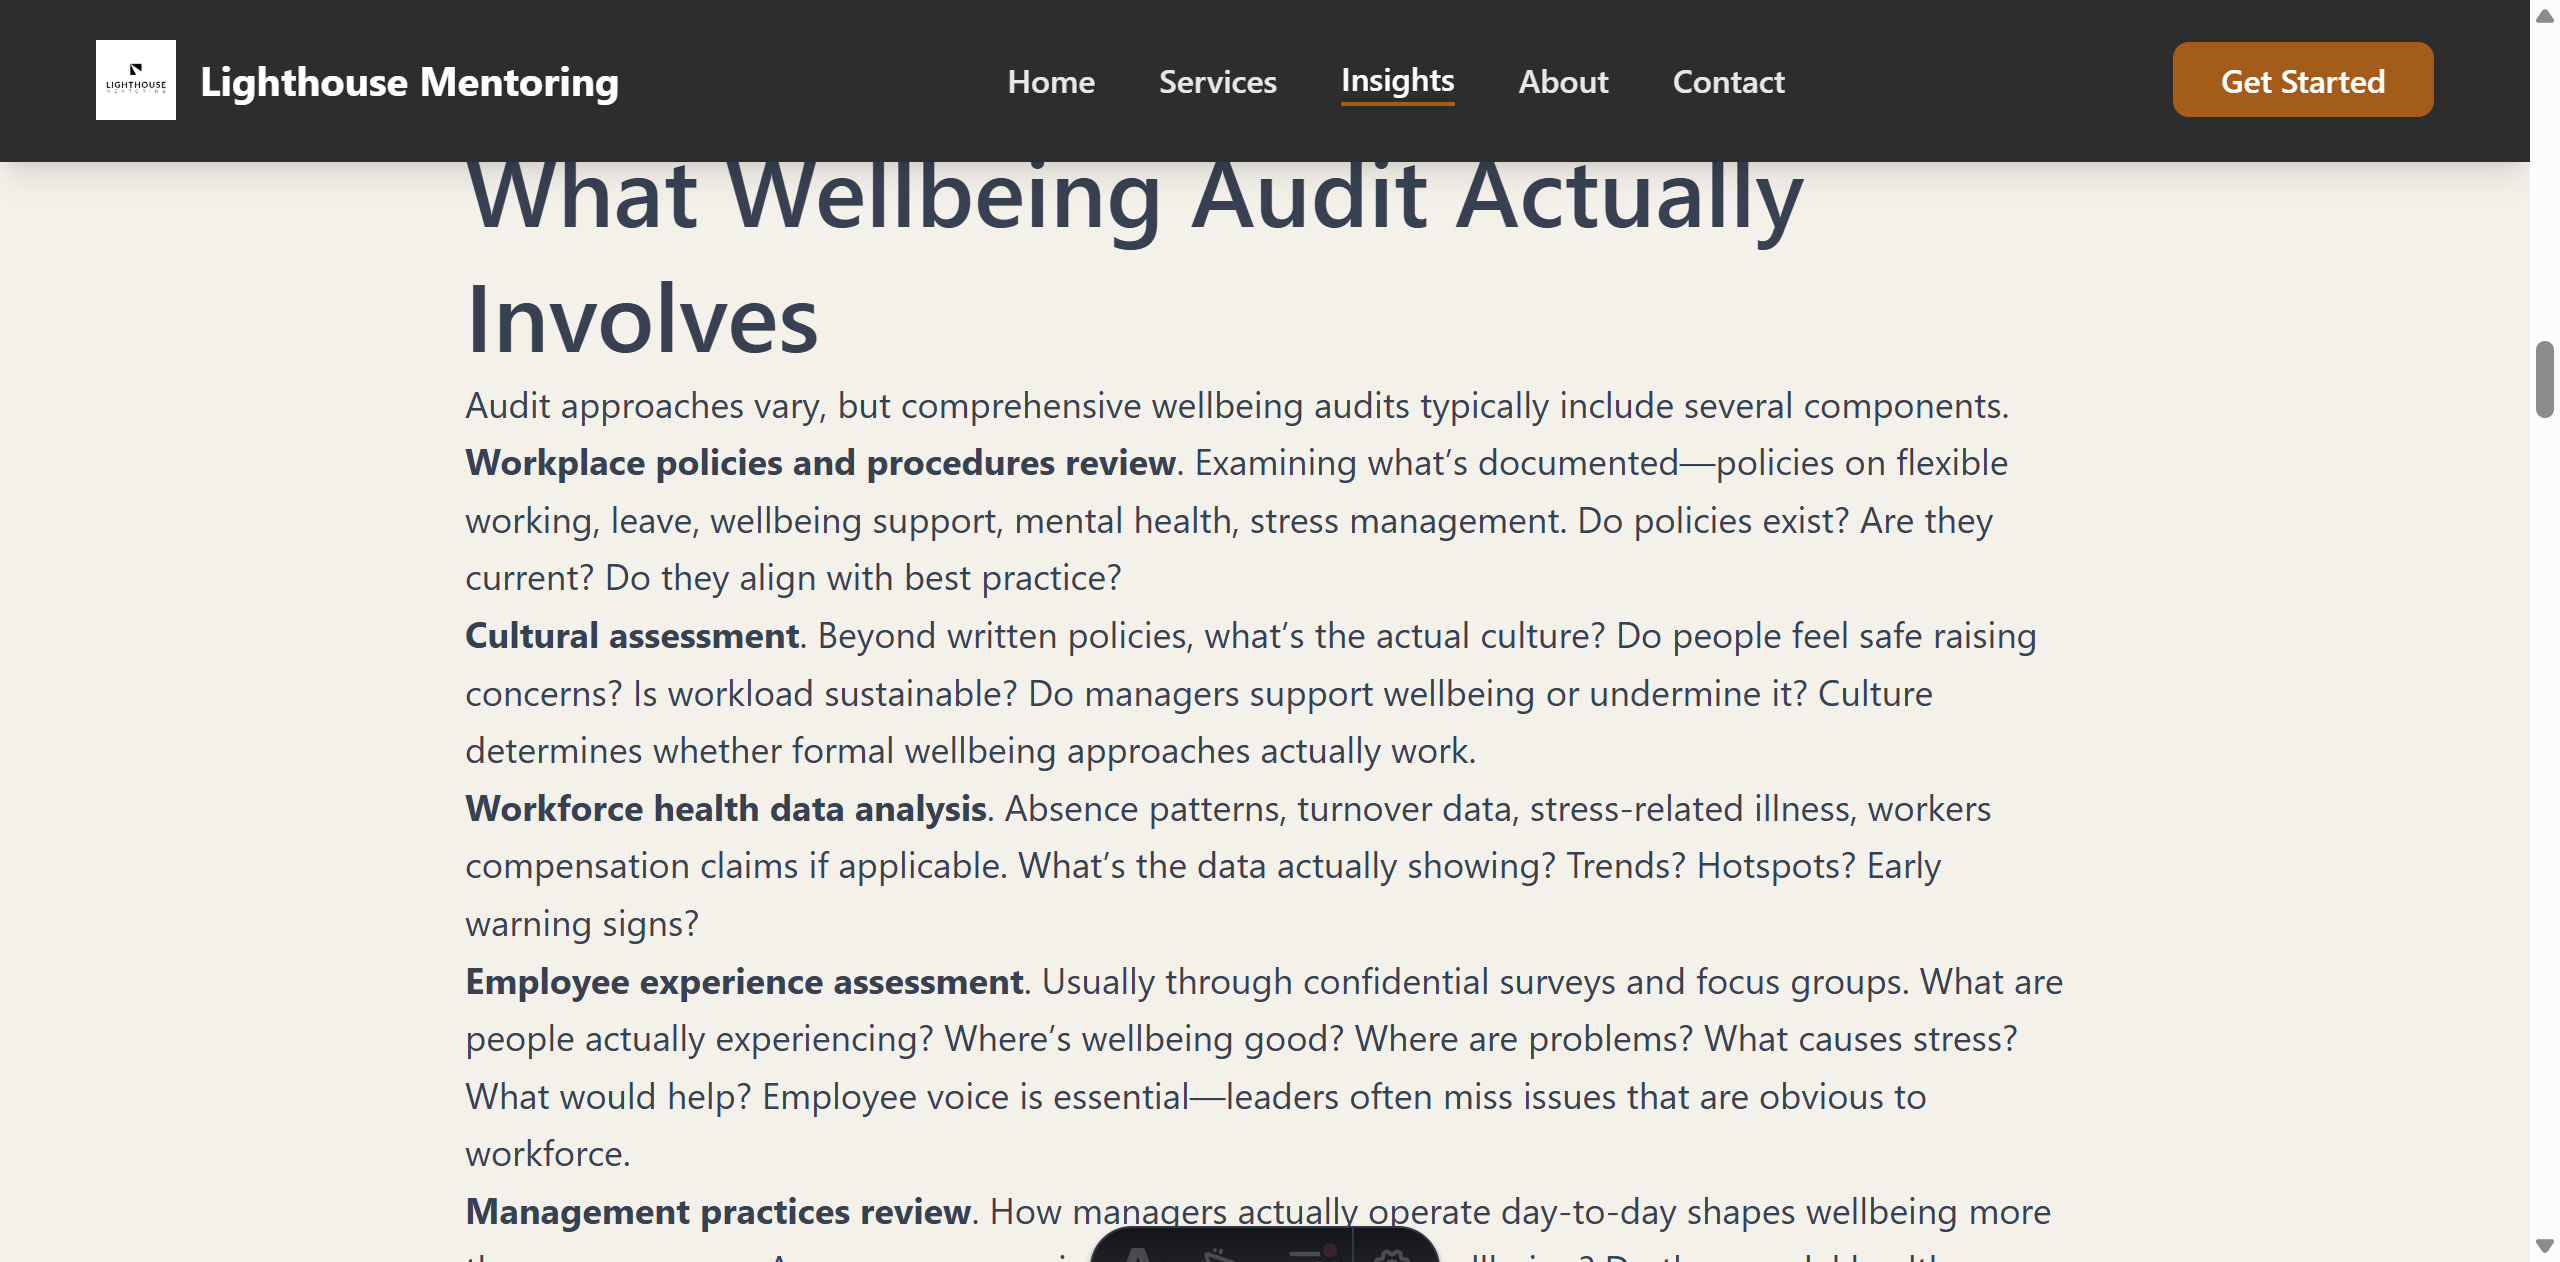 LIGHTHOUSE
MENTORING
Lighthouse Mentoring
Home
Services
Insights
About
Contact
Get Started
What Wellbeing Audit Actually
Involves
Audit approaches vary, but comprehensive wellbeing audits typically include several components.
Workplace policies and procedures review. Examining what’s documented—policies on flexible
working, leave, wellbeing support, mental health, stress management. Do policies exist? Are they
current? Do they align with best practice?
Cultural assessment. Beyond written policies, what’s the actual culture? Do people feel safe raising
concerns? Is workload sustainable? Do managers support wellbeing or undermine it? Culture
determines whether formal wellbeing approaches actually work.
Workforce health data analysis. Absence patterns, turnover data, stress-related illness, workers
compensation claims if applicable. What’s the data actually showing? Trends? Hotspots? Early
warning signs?
Employee experience assessment. Usually through confidential surveys and focus groups. What are
people actually experiencing? Where’s wellbeing good? Where are problems? What causes stress?
What would help? Employee voice is essential—leaders often miss issues that are obvious to
workforce.
Management practices review. How managers actually operate day-to-day shapes wellbeing more